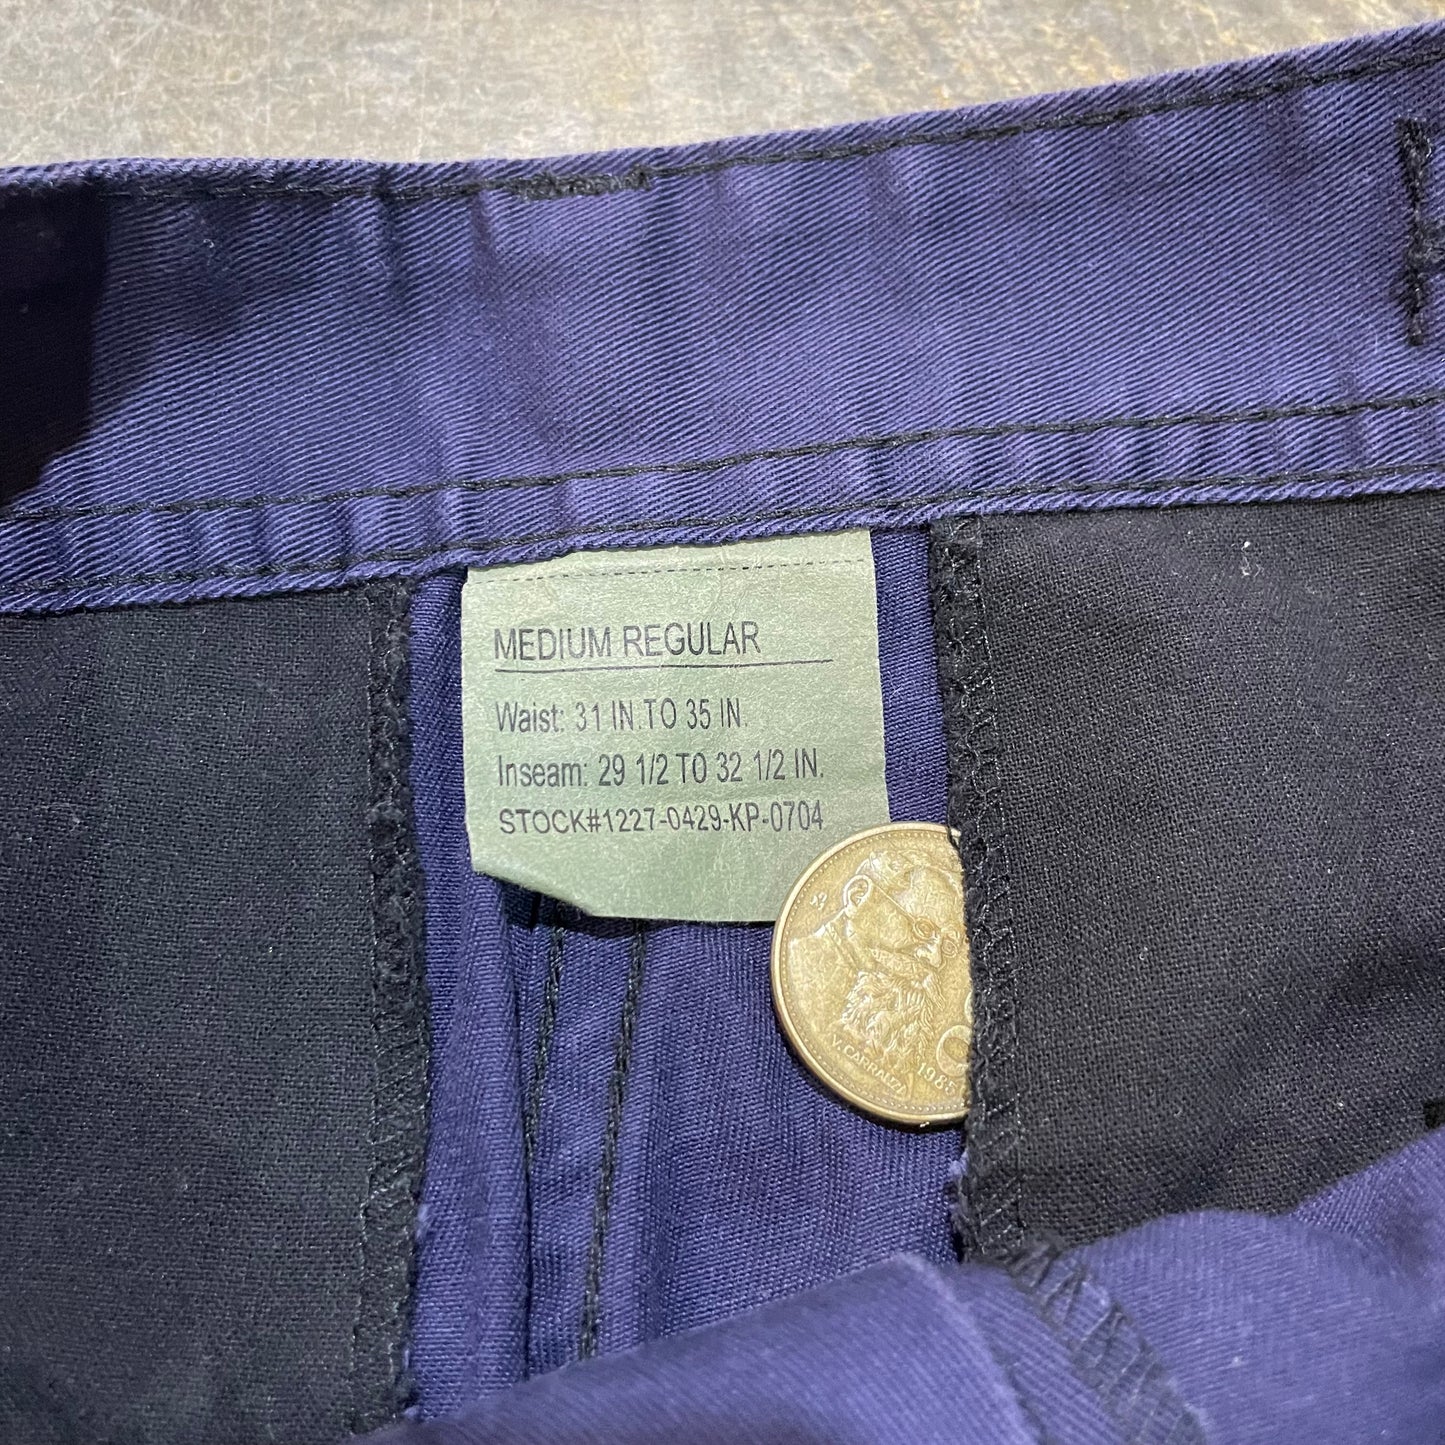 MEDIUM REGULAR
Waist: 31 IN.TO 35 IN.
Inseam: 29 1/2 TO 32 1/2 IN.
STOCK#1227-0429-KP-0704
V. CARRANZA
1985